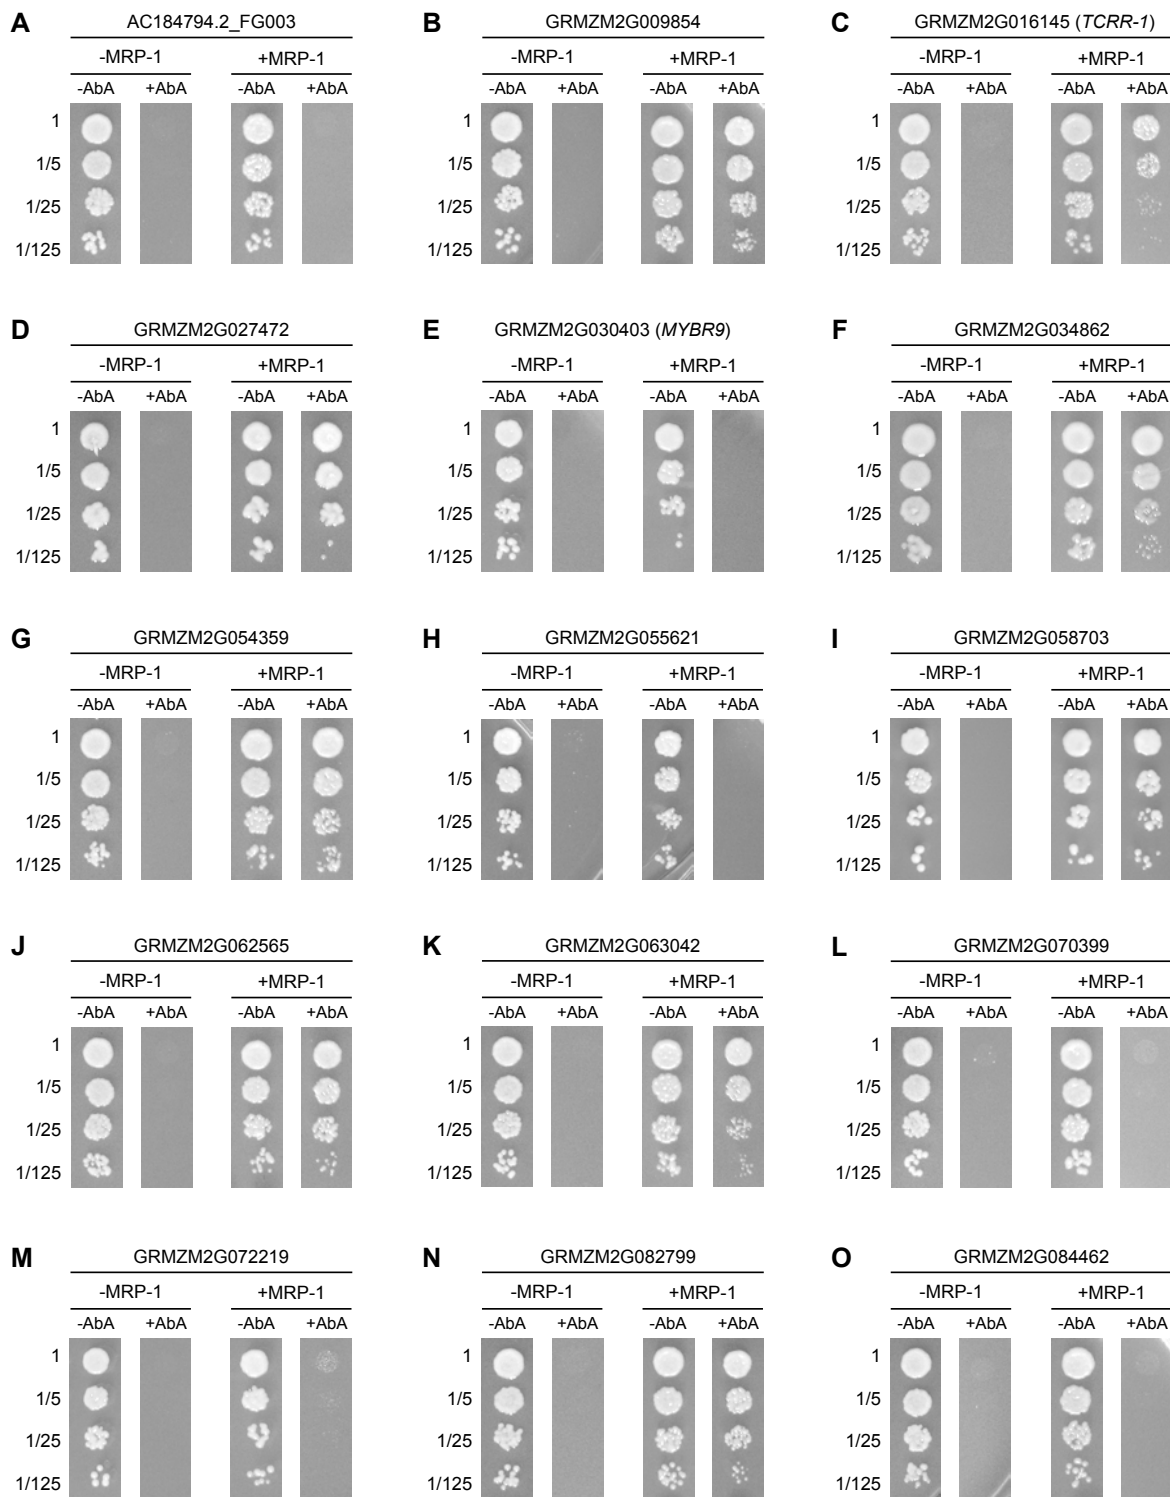 A AC184794.2_FG003
-MRP-1 +MRP-1
-AbA +AbA -AbA +AbA
1
1/5
1/25
1/125
B GRMZM2G009854
-MRP-1 +MRP-1
-AbA +AbA -AbA +AbA
1
1/5
1/25
1/125
C GRMZM2G016145 (TCRR-1)
-MRP-1 +MRP-1
-AbA +AbA -AbA +AbA
1
1/5
1/25
1/125
D GRMZM2G027472
-MRP-1 +MRP-1
-AbA +AbA -AbA +AbA
1
1/5
1/25
1/125
E GRMZM2G030403 (MYBR9)
-MRP-1 +MRP-1
-AbA +AbA -AbA +AbA
1
1/5
1/25
1/125
F GRMZM2G034862
-MRP-1 +MRP-1
-AbA +AbA -AbA +AbA
1
1/5
1/25
1/125
G GRMZM2G054359
-MRP-1 +MRP-1
-AbA +AbA -AbA +AbA
1
1/5
1/25
1/125
H GRMZM2G055621
-MRP-1 +MRP-1
-AbA +AbA -AbA +AbA
1
1/5
1/25
1/125
I GRMZM2G058703
-MRP-1 +MRP-1
-AbA +AbA -AbA +AbA
1
1/5
1/25
1/125
J GRMZM2G062565
-MRP-1 +MRP-1
-AbA +AbA -AbA +AbA
1
1/5
1/25
1/125
K GRMZM2G063042
-MRP-1 +MRP-1
-AbA +AbA -AbA +AbA
1
1/5
1/25
1/125
L GRMZM2G070399
-MRP-1 +MRP-1
-AbA +AbA -AbA +AbA
1
1/5
1/25
1/125
M GRMZM2G072219
-MRP-1 +MRP-1
-AbA +AbA -AbA +AbA
1
1/5
1/25
1/125
N GRMZM2G082799
-MRP-1 +MRP-1
-AbA +AbA -AbA +AbA
1
1/5
1/25
1/125
O GRMZM2G084462
-MRP-1 +MRP-1
-AbA +AbA -AbA +AbA
1
1/5
1/25
1/125